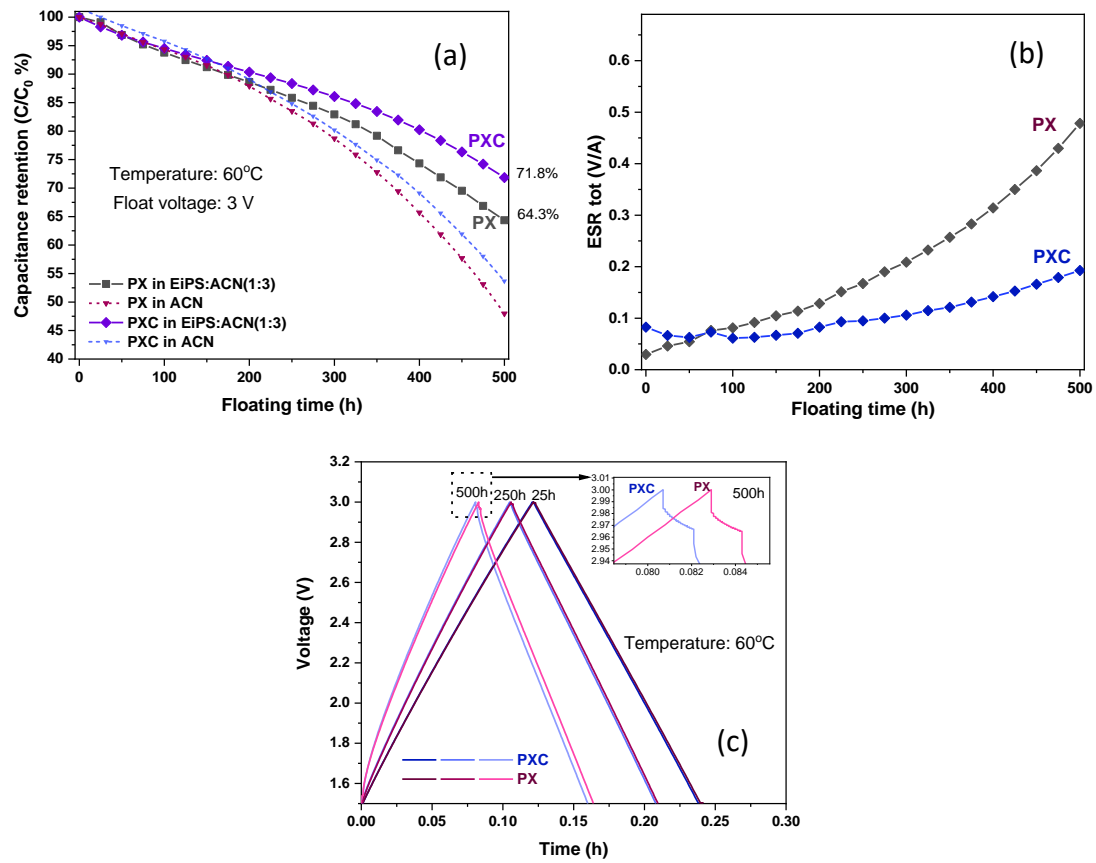 (a)
Capacitance retention (C/C₀ %)
100
95
90
85
80
75
70
65
60
55
50
45
40
PXC
71.8%
PX
64.3%
Temperature: 60°C
Float voltage: 3 V
PX in EiPS:ACN(1:3)
PX in ACN
PXC in EiPS:ACN(1:3)
PXC in ACN
0 100 200 300 400 500
Floating time (h)
(b)
ESR tot (V/A)
0.6
0.5
0.4
0.3
0.2
0.1
0.0
PX
PXC
0 100 200 300 400 500
Floating time (h)
(c)
Voltage (V)
3.2
3.0
2.8
2.6
2.4
2.2
2.0
1.8
1.6
500h 250h 25h
3.01
3.00
2.99
2.98
2.97
2.96
2.95
2.94
PXC PX 500h
0.080 0.082 0.084
Temperature: 60°C
PXC
PX
0.00 0.05 0.10 0.15 0.20 0.25 0.30
Time (h)